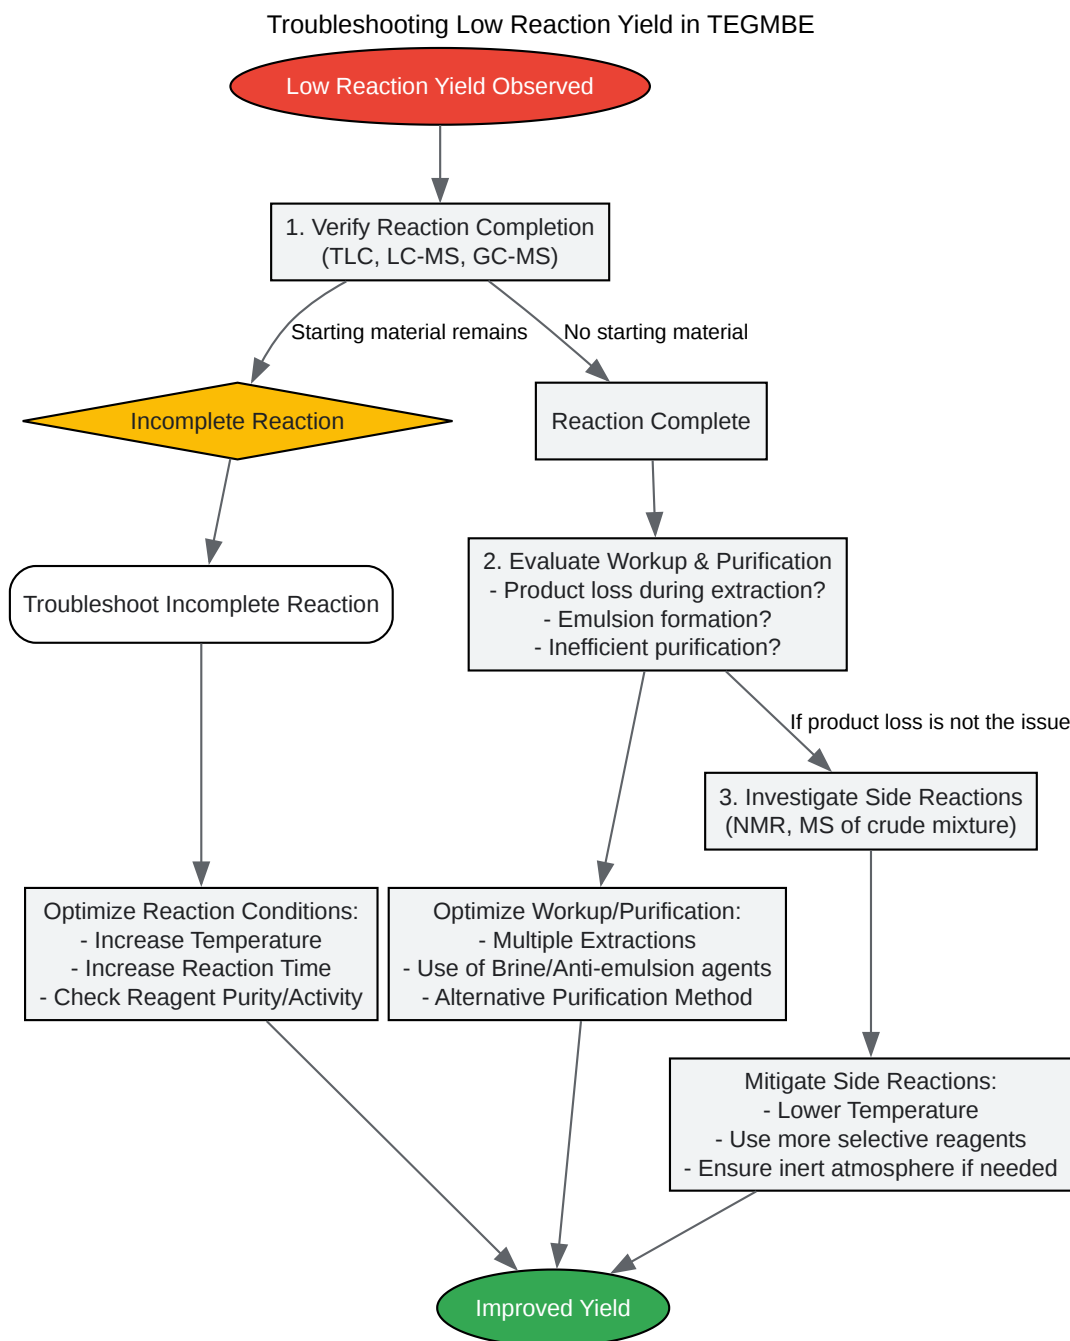 Troubleshooting Low Reaction Yield in TEGMBE
Low Reaction Yield Observed
1. Verify Reaction Completion
(TLC, LC-MS, GC-MS)
Starting material remains
No starting material
Incomplete Reaction
Reaction Complete
Troubleshoot Incomplete Reaction
2. Evaluate Workup & Purification
- Product loss during extraction?
- Emulsion formation?
- Inefficient purification?
If product loss is not the issue
3. Investigate Side Reactions
(NMR, MS of crude mixture)
Optimize Reaction Conditions:
- Increase Temperature
- Increase Reaction Time
- Check Reagent Purity/Activity
Optimize Workup/Purification:
- Multiple Extractions
- Use of Brine/Anti-emulsion agents
- Alternative Purification Method
Mitigate Side Reactions:
- Lower Temperature
- Use more selective reagents
- Ensure inert atmosphere if needed
Improved Yield